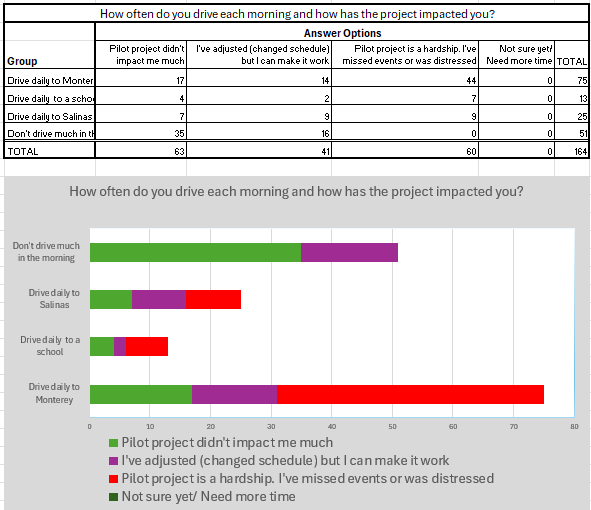 How often do you drive each morning and how has the project impacted you?
Answer Options
Group Pilot project didn't impact me much I've adjusted (changed schedule) but I can make it work Pilot project is a hardship. I've missed events or was distressed Not sure yet/ Need more time TOTAL
Drive daily to Monter 17 14 44 0 75
Drive daily to a schoo 4 2 7 0 13
Drive daily to Salinas 7 9 9 0 25
Don't drive much in th 35 16 0 0 51
TOTAL 63 41 60 0 164
How often do you drive each morning and how has the project impacted you?
Don't drive much
in the morning
Drive daily to
Salinas
Drive daily to a
school
Drive daily to
Monterey
0 10 20 30 40 50 60 70 80
Pilot project didn't impact me much
I've adjusted (changed schedule) but I can make it work
Pilot project is a hardship. I've missed events or was distressed
Not sure yet/ Need more time